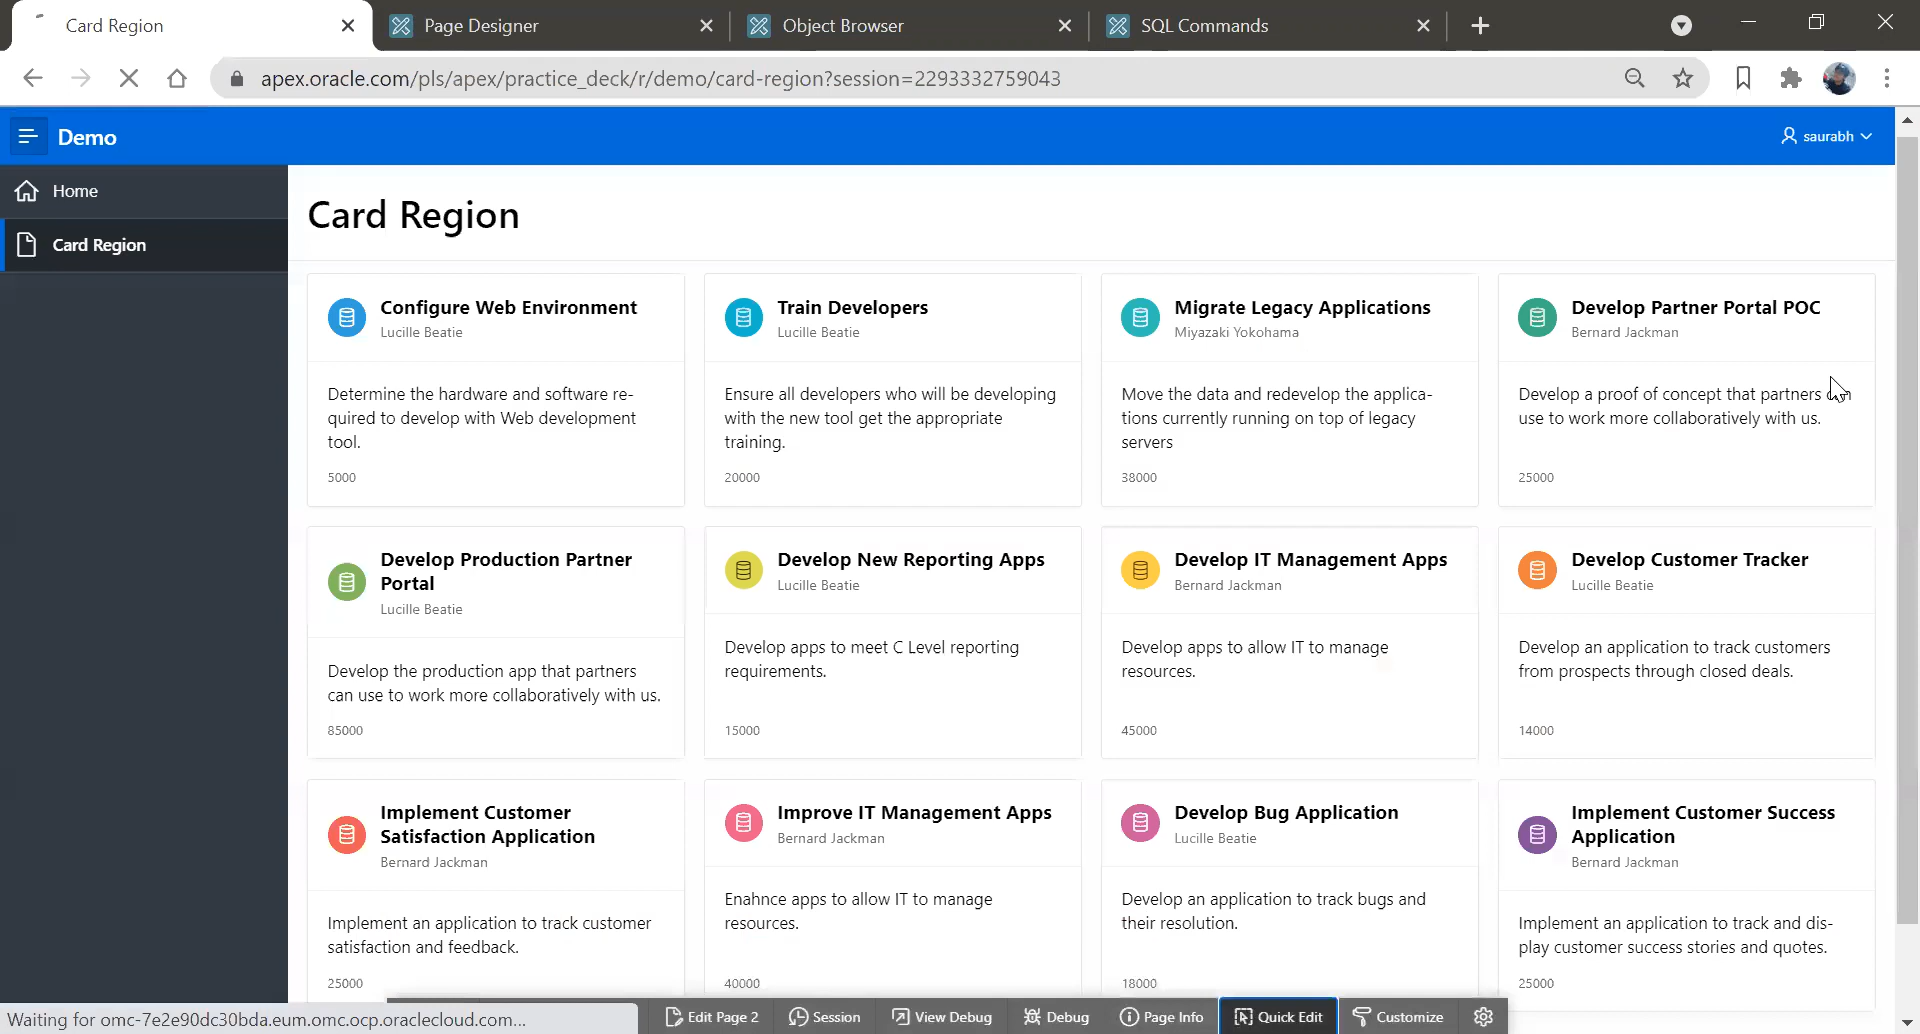 Card Region
Page Designer
Object Browser
SQL Commands
apex.oracle.com/pls/apex/practice_deck/r/demo/card-region?session=2293332759043
Demo
saurabh
Home
Card Region
Card Region
Configure Web Environment
Lucille Beatie
Determine the hardware and software re-
quired to develop with Web development
tool.
5000
Train Developers
Lucille Beatie
Ensure all developers who will be developing
with the new tool get the appropriate
training.
20000
Migrate Legacy Applications
Miyazaki Yokohama
Move the data and redevelop the applica-
tions currently running on top of legacy
servers
38000
Develop Partner Portal POC
Bernard Jackman
Develop a proof of concept that partners
use to work more collaboratively with us.
25000
Develop Production Partner
Portal
Lucille Beatie
Develop the production app that partners
can use to work more collaboratively with us.
85000
Develop New Reporting Apps
Lucille Beatie
Develop apps to meet C Level reporting
requirements.
15000
Develop IT Management Apps
Bernard Jackman
Develop apps to allow IT to manage
resources.
45000
Develop Customer Tracker
Lucille Beatie
Develop an application to track customers
from prospects through closed deals.
14000
Implement Customer
Satisfaction Application
Bernard Jackman
Implement an application to track customer
satisfaction and feedback.
25000
Improve IT Management Apps
Bernard Jackman
Enahnce apps to allow IT to manage
resources.
40000
Develop Bug Application
Lucille Beatie
Develop an application to track bugs and
their resolution.
18000
Implement Customer Success
Application
Bernard Jackman
Implement an application to track and dis-
play customer success stories and quotes.
25000
Waiting for omc-7e2e90dc30bda.eum.omc.ocp.oraclecloud.com...
Edit Page 2
Session
View Debug
Debug
Page Info
Quick Edit
Customize